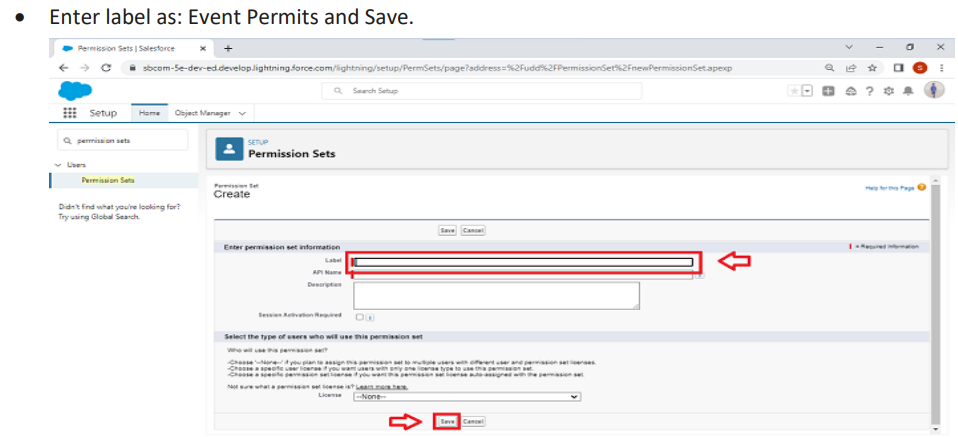 • Enter label as: Event Permits and Save.
Permission Sets | Salesforce
sbcom-5e-dev-ed.develop.lightning.force.com/lightning/setup/PermSets/page?address=%2Fudd%2FPermissionSet%2FnewPermissionSet.apexp
S
Search Setup
Setup Home Object Manager
permission sets
Users
Permission Sets
Didn't find what you're looking for?
Try using Global Search.
SETUP
Permission Sets
Permission Set
Create
Help for this Page
Save Cancel
Enter permission set information
= Required Information
Label
API Name
Description
Session Activation Required
Select the type of users who will use this permission set
Who will use this permission set?
-Choose '--None--' if you plan to assign this permission set to multiple users with different user and permission set licenses.
-Choose a specific user license if you want users with only one license type to use this permission set.
-Choose a specific permission set license if you want this permission set license auto-assigned with the permission set.
Not sure what a permission set license is? Learn more here.
License --None--
Save Cancel